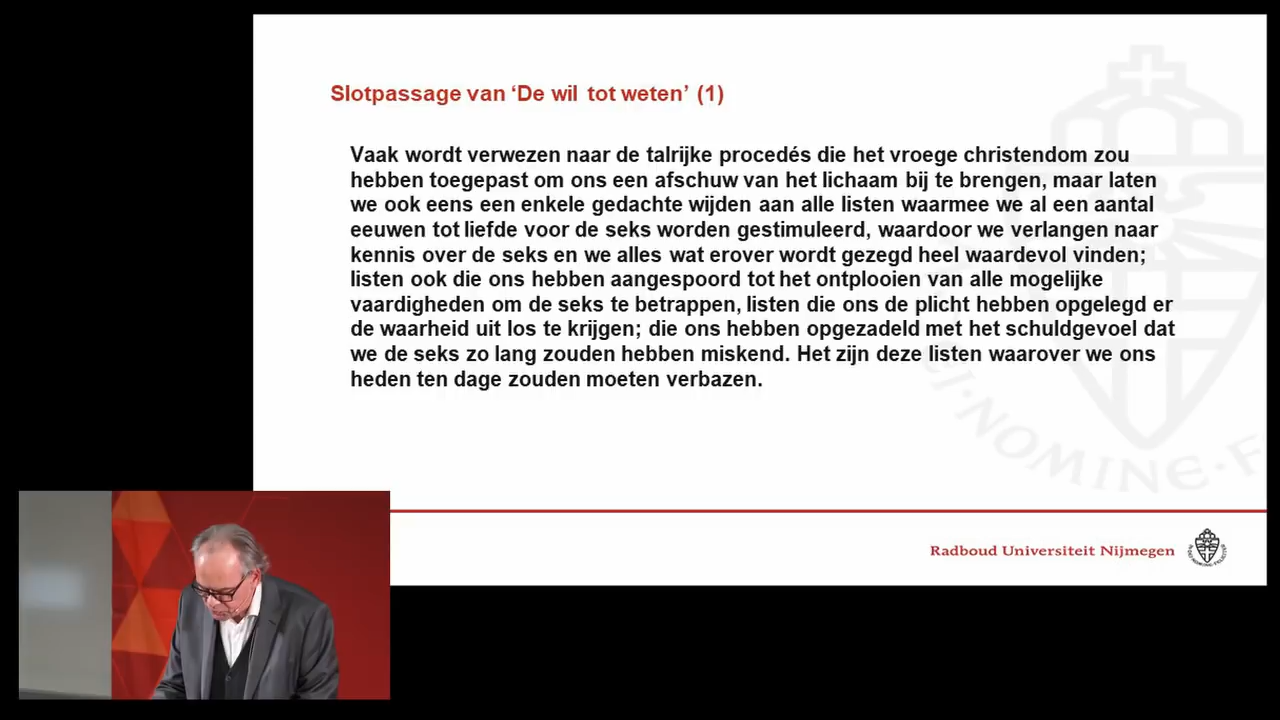 Slotpassage van ‘De wil tot weten’ (1)
Vaak wordt verwezen naar de talrijke procedés die het vroege christendom zou
hebben toegepast om ons een afschuw van het lichaam bij te brengen, maar laten
we ook eens een enkele gedachte wijden aan alle listen waarmee we al een aantal
eeuwen tot liefde voor de seks worden gestimuleerd, waardoor we verlangen naar
kennis over de seks en we alles wat erover wordt gezegd heel waardevol vinden;
listen ook die ons hebben aangespoord tot het ontplooien van alle mogelijke
vaardigheden om de seks te betrappen, listen die ons de plicht hebben opgelegd er
de waarheid uit los te krijgen; die ons hebben opgezadeld met het schuldgevoel dat
we de seks zo lang zouden hebben miskend. Het zijn deze listen waarover we ons
heden ten dage zouden moeten verbazen.
EI·NOMINE·F
Radboud Universiteit Nijmegen